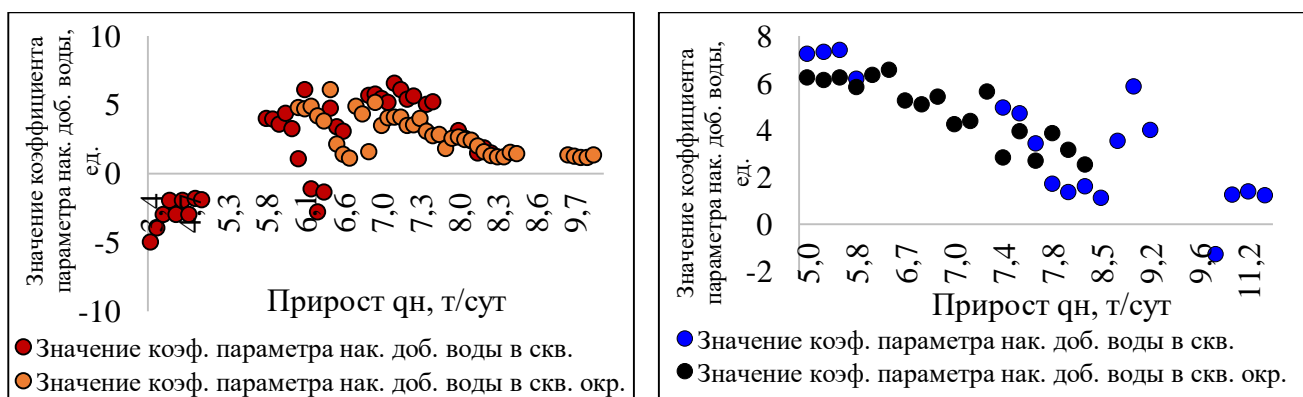 Значение коэффициента
параметра нак. доб. воды,
ед.
10
5
0
-5
-10
5,3
5,8
6,1
6,6
7,0
7,3
8,0
8,3
8,6
9,7
Прирост qн, т/сут
Значение коэф. параметра нак. доб. воды в скв.
Значение коэф. параметра нак. доб. воды в скв. окр.
Значение коэффициента
параметра нак. доб. воды,
ед.
8
6
4
2
0
-2
5,0
5,8
6,7
7,0
7,4
7,8
8,5
9,2
9,6
11,2
Прирост qн, т/сут
Значение коэф. параметра нак. доб. воды в скв.
Значение коэф. параметра нак. доб. воды в скв. окр.